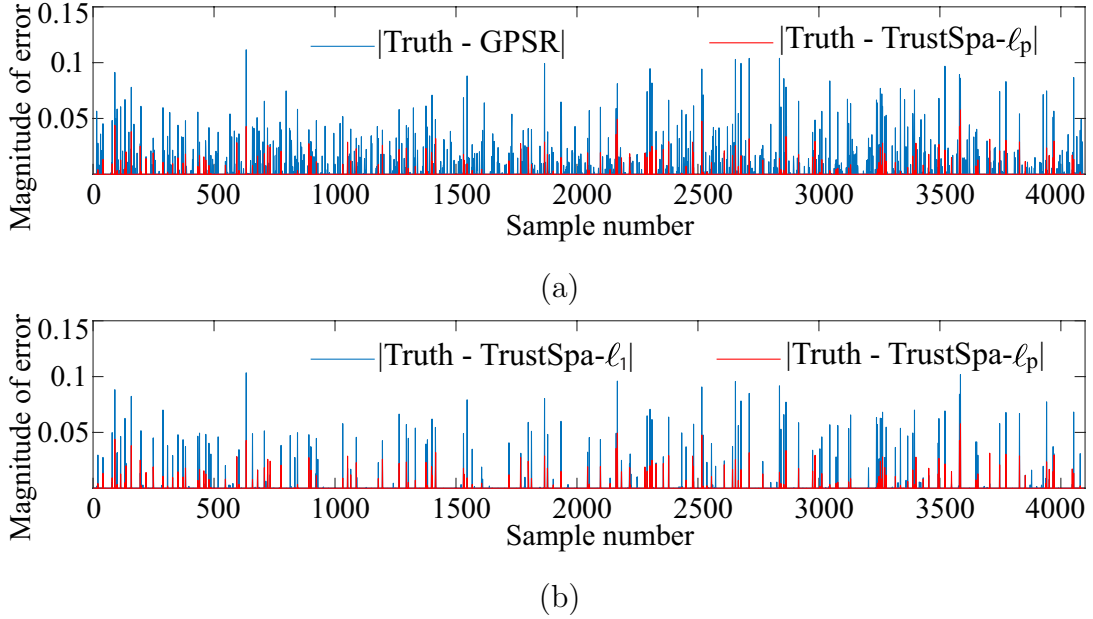 0.15
|Truth - GPSR| |Truth - TrustSpa-ℓₚ|
0.1
0.05
Magnitude of error
0 500 1000 1500 2000 2500 3000 3500 4000
Sample number
(a)
0.15
|Truth - TrustSpa-ℓ₁| |Truth - TrustSpa-ℓₚ|
0.1
0.05
Magnitude of error
0 500 1000 1500 2000 2500 3000 3500 4000
Sample number
(b)